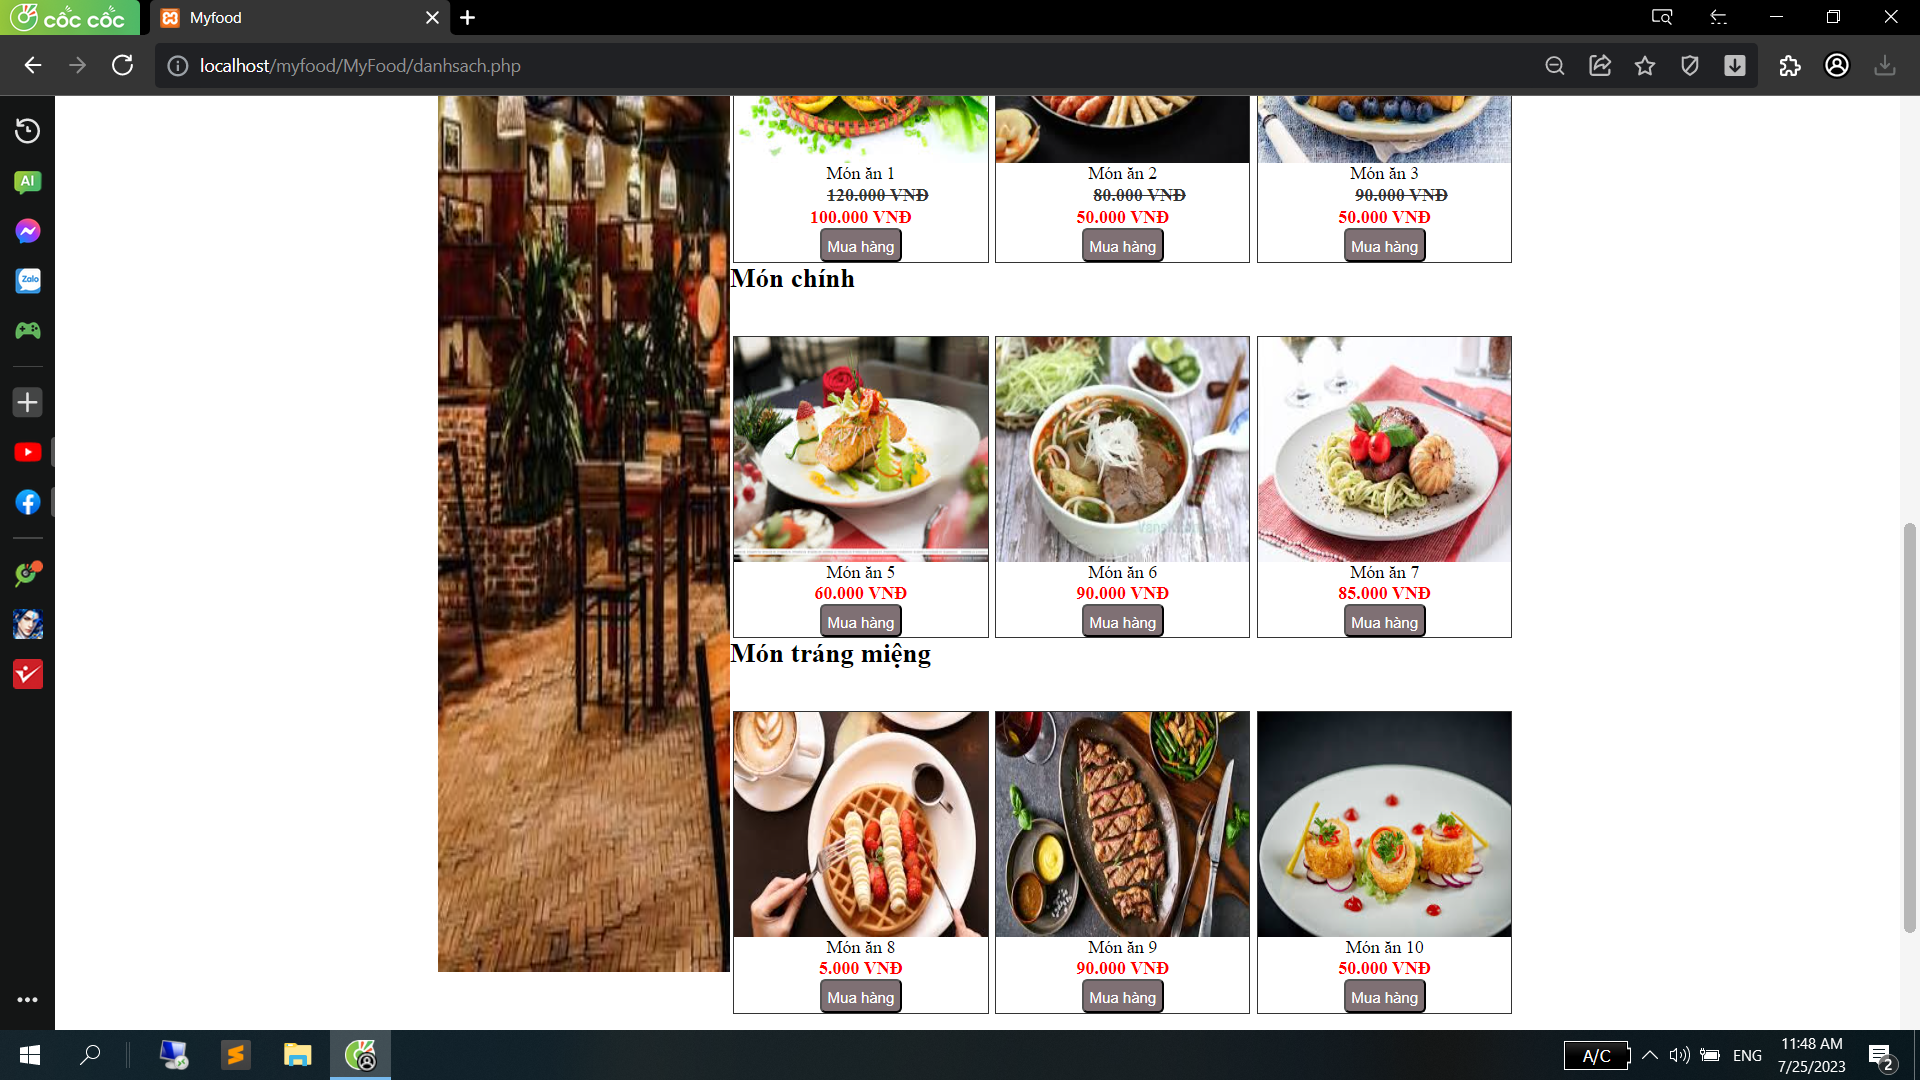 cốc cốc
Myfood
localhost/myfood/MyFood/danhsach.php
AI
Zalo
Món ăn 1
120.000 VNĐ
100.000 VNĐ
Mua hàng
Món ăn 2
80.000 VNĐ
50.000 VNĐ
Mua hàng
Món ăn 3
90.000 VNĐ
50.000 VNĐ
Mua hàng
Món chính
Món ăn 5
60.000 VNĐ
Mua hàng
Món ăn 6
90.000 VNĐ
Mua hàng
Món ăn 7
85.000 VNĐ
Mua hàng
Món tráng miệng
Món ăn 8
5.000 VNĐ
Mua hàng
Món ăn 9
90.000 VNĐ
Mua hàng
Món ăn 10
50.000 VNĐ
Mua hàng
A/C
ENG
11:48 AM
7/25/2023
2